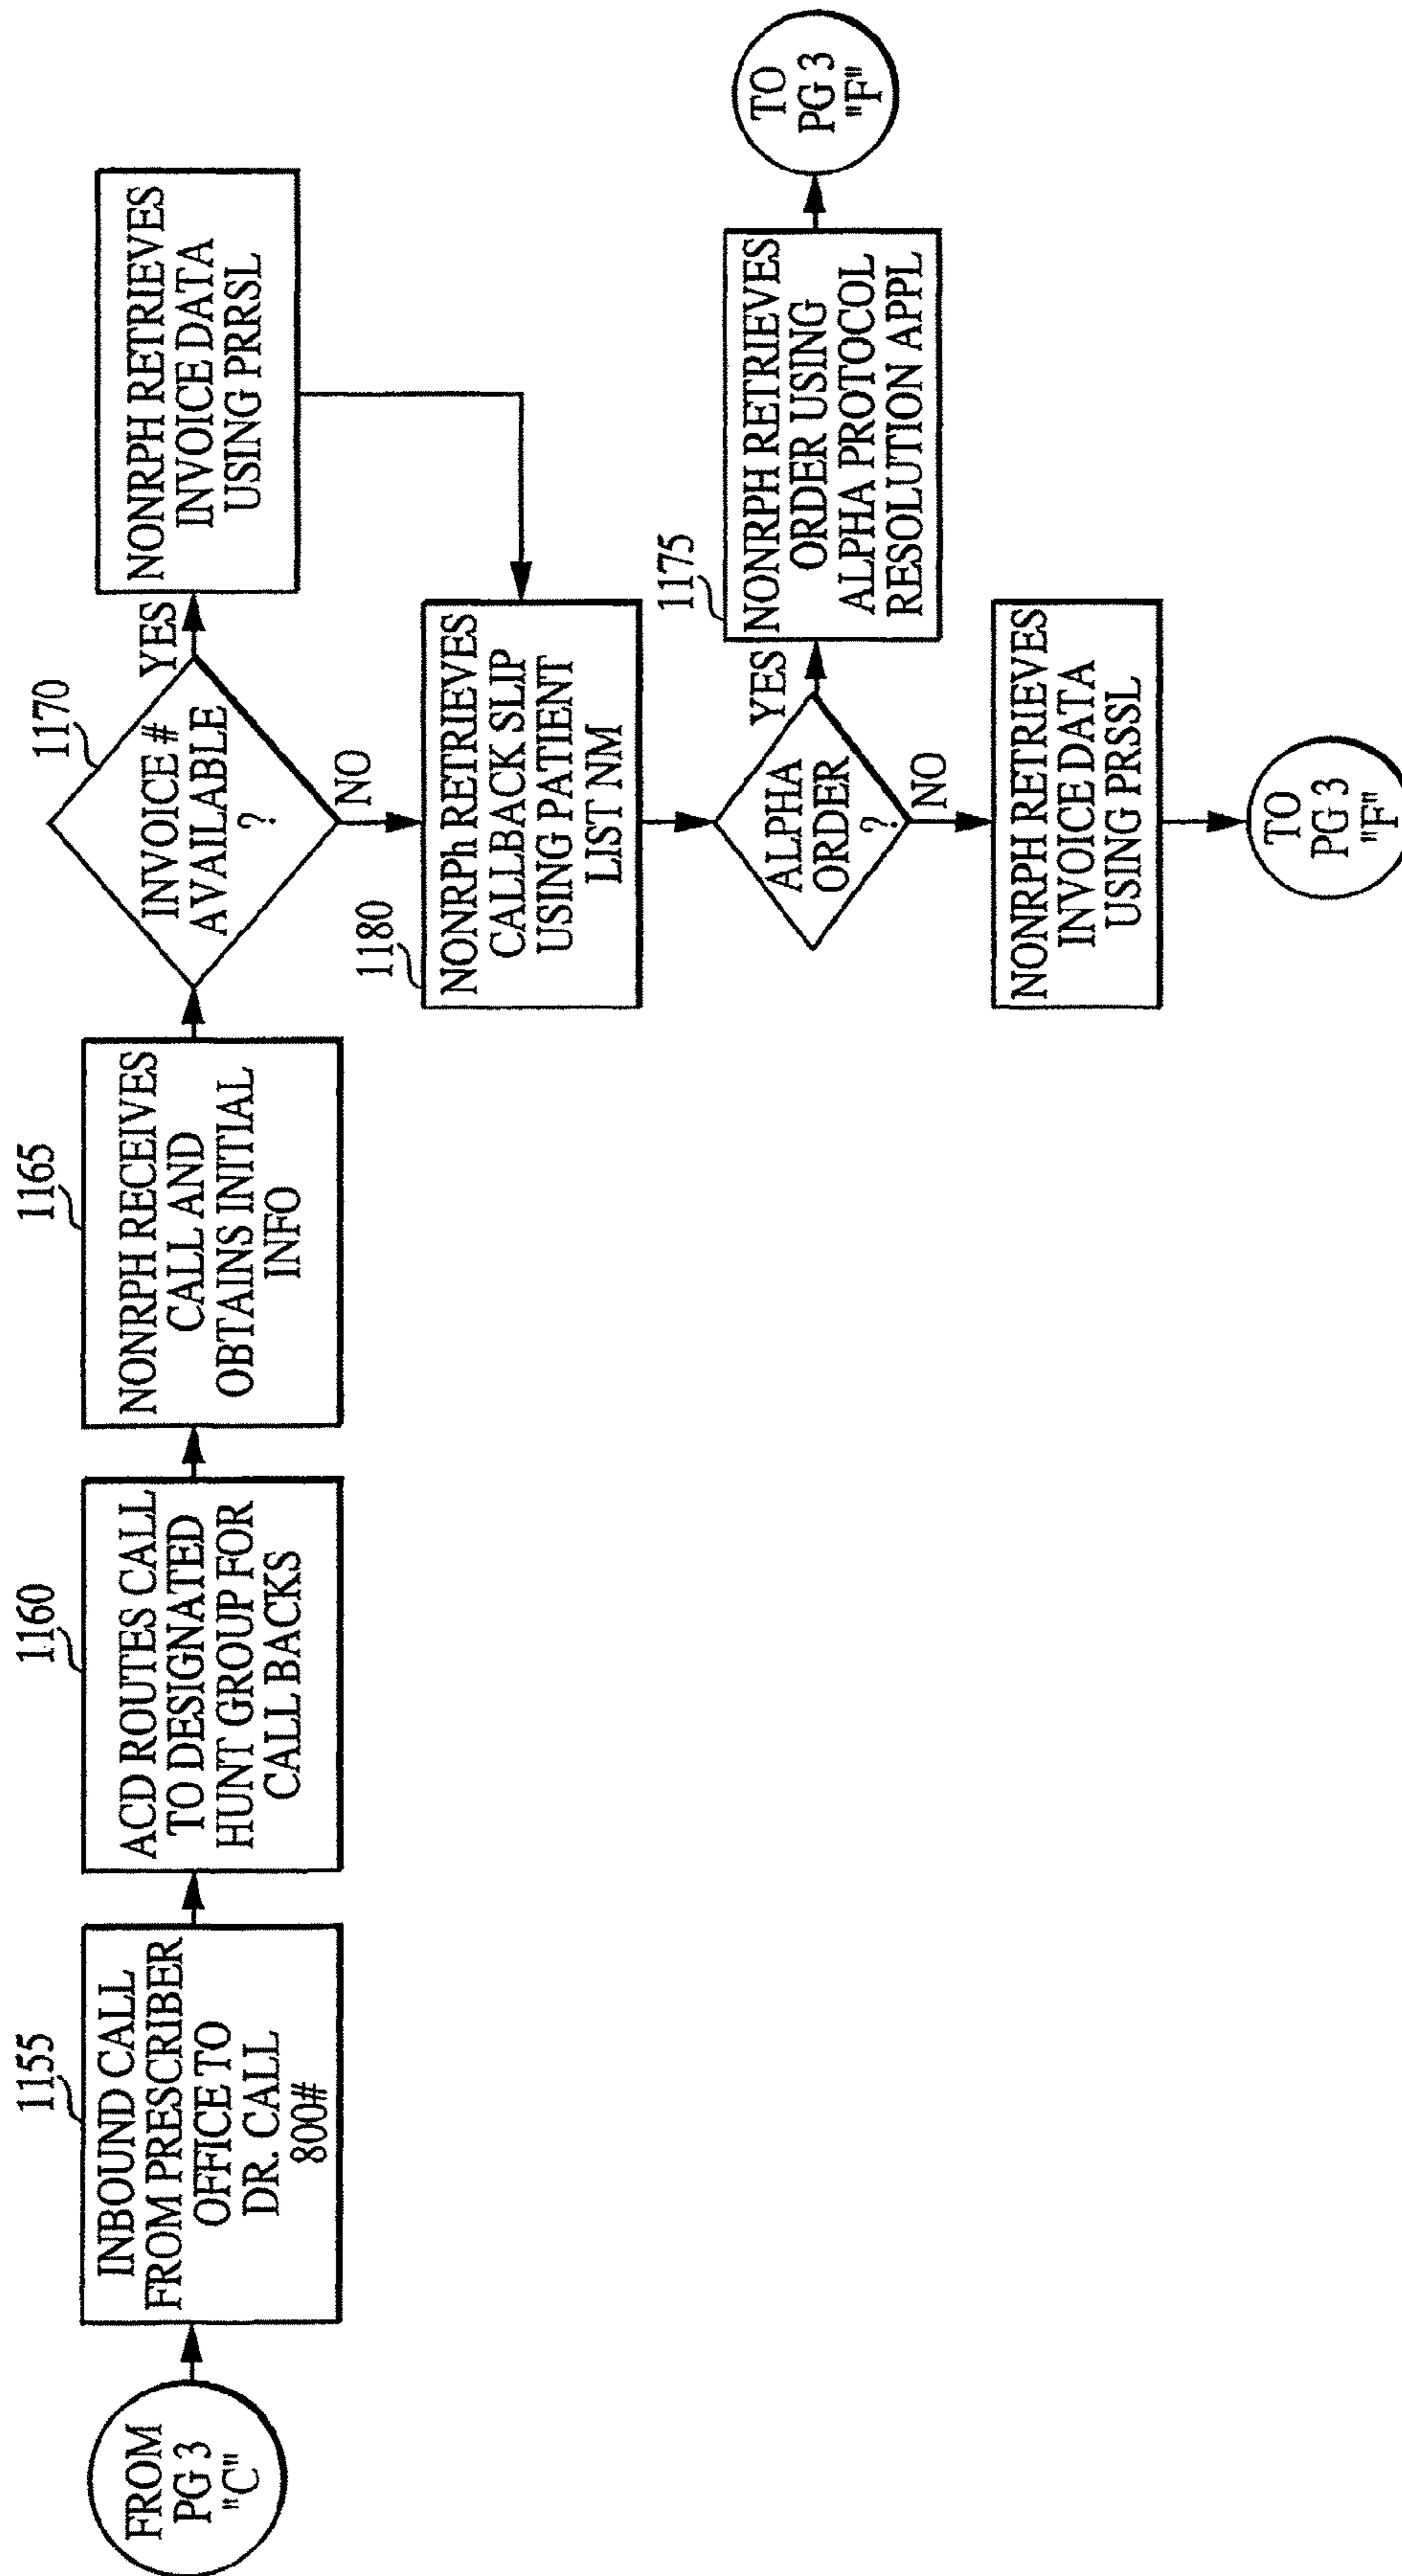 FROM
PG 3
"C"
1155
INBOUND CALL
FROM PRESCRIBER
OFFICE TO
DR. CALL
800#
1160
ACD ROUTES CALL
TO DESIGNATED
HUNT GROUP FOR
CALL BACKS
1165
NONRPH RECEIVES
CALL AND
OBTAINS INITIAL
INFO
1170
INVOICE #
AVAILABLE
?
YES
NONRPH RETRIEVES
INVOICE DATA
USING PRRSL
NO
1180
NONRPh RETRIEVES
CALLBACK SLIP
USING PATIENT
LIST NM
ALPHA
ORDER
?
YES
1175
NONRPH RETRIEVES
ORDER USING
ALPHA PROTOCOL
RESOLUTION APPL
TO
PG 3
"F"
NO
NONRPH RETRIEVES
INVOICE DATA
USING PRSSL
TO
PG 3
"F"